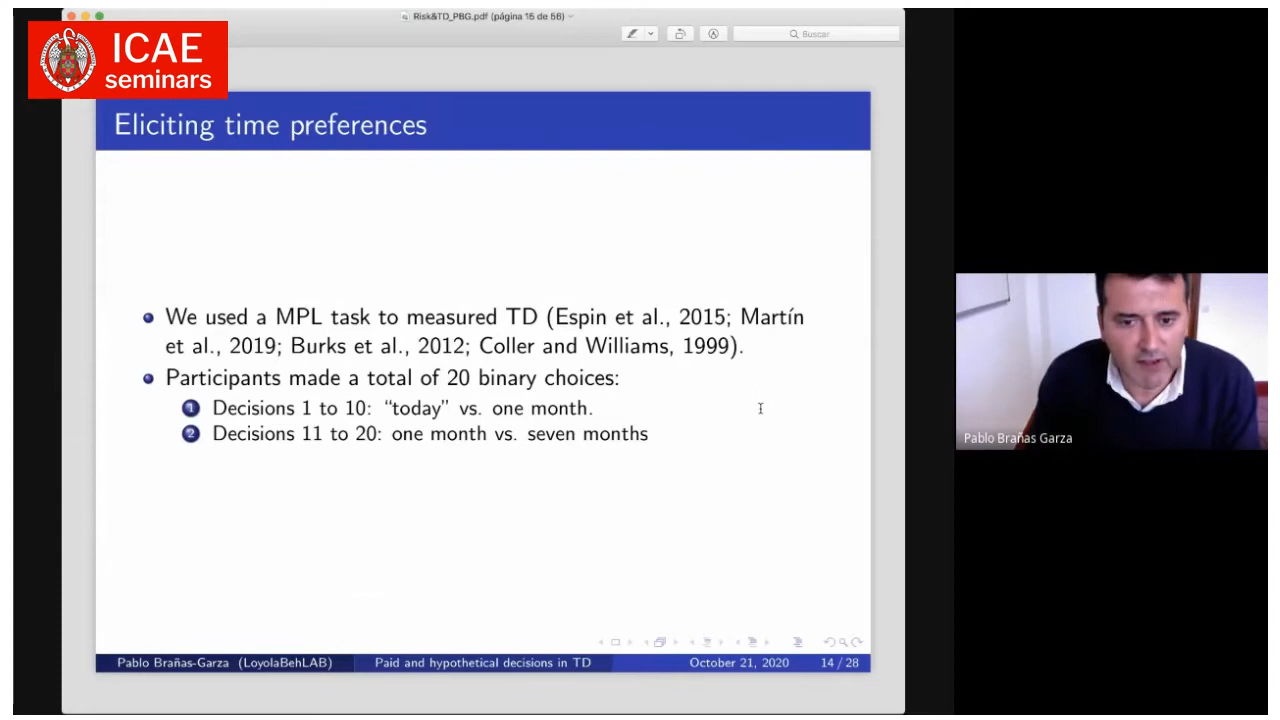 Risk&TD_PBG.pdf (página 15 de 56)
Buscar
ICAE
seminars
Eliciting time preferences
We used a MPL task to measured TD (Espin et al., 2015; Martín
et al., 2019; Burks et al., 2012; Coller and Williams, 1999).
Participants made a total of 20 binary choices:
1 Decisions 1 to 10: “today” vs. one month.
2 Decisions 11 to 20: one month vs. seven months
Pablo Brañas Garza
Pablo Brañas-Garza (LoyolaBehLAB) Paid and hypothetical decisions in TD October 21, 2020 14 / 28